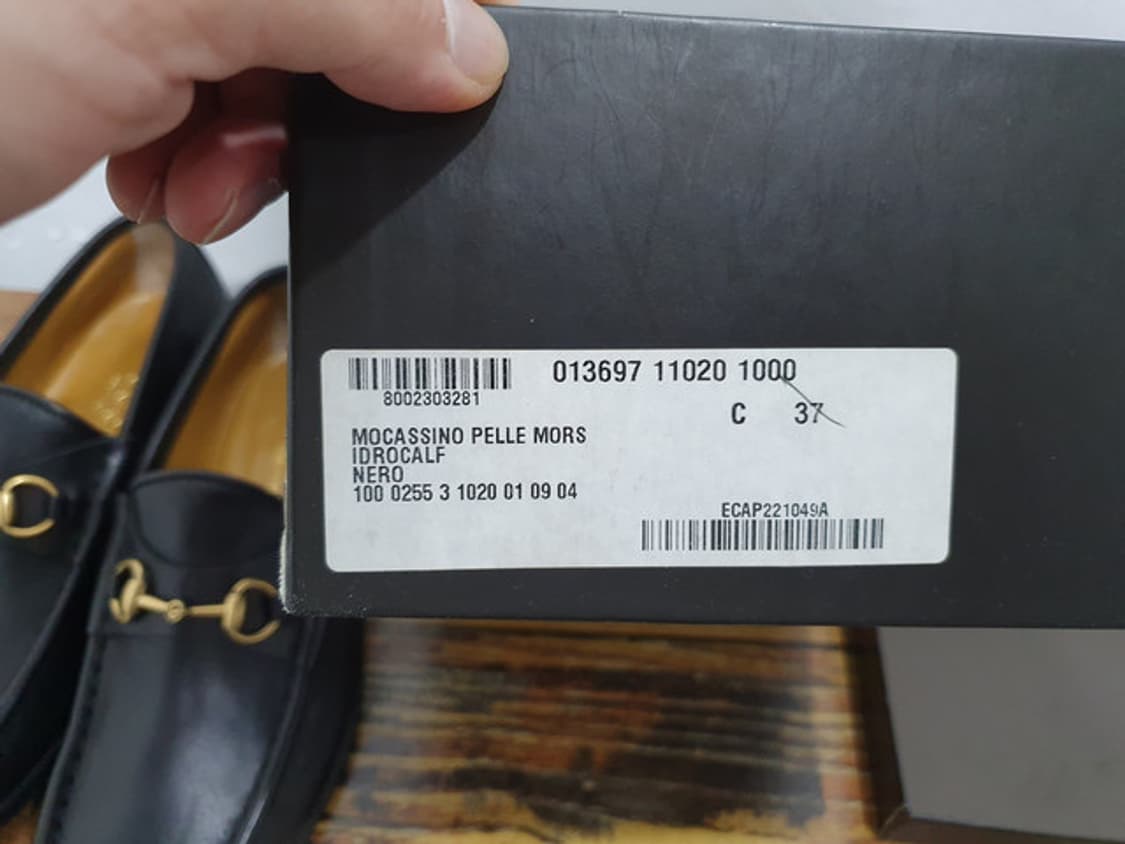 013697 11020 1000
8002303281
C 37
MOCASSINO PELLE MORS
IDROCALF
NERO
100 0255 3 1020 01 09 04
ECAP221049A